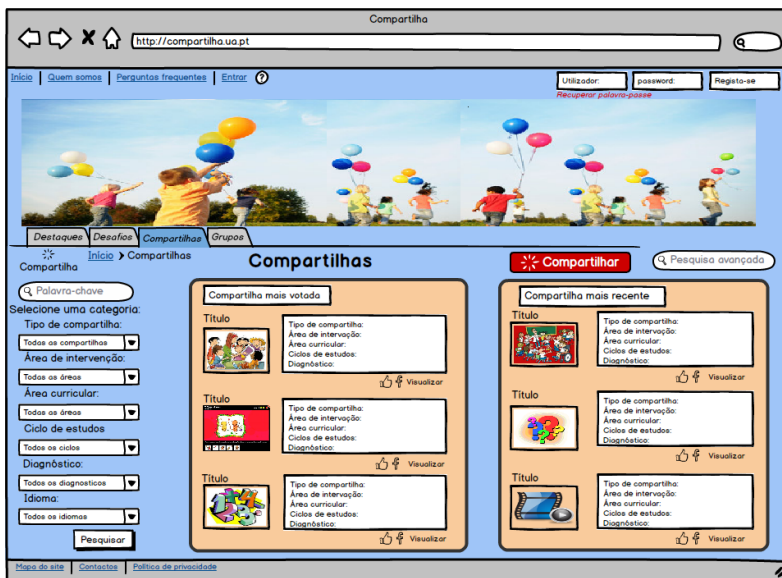 Compartilha
http://compartilha.ua.pt
Início Quem somos Perguntas frequentes Entrar ?
Utilizador: password: Regista-se
Recuperar palavra-passe
Destaques Desafios Compartilhas Grupos
Compartilha
Início Compartilhas
Compartilhas
Compartilhar
Pesquisa avançada
Palavra-chave
Selecione uma categoria:
Tipo de compartilha:
Todas as compartilhas
Área de intervenção:
Todas as áreas
Área curricular:
Todas as áreas
Ciclo de estudos
Todos os ciclos
Diagnóstico:
Todos os diagnosticos
Idioma:
Todos os idiomas
Pesquisar
Compartilha mais votada
Título
Tipo de compartilha:
Área de intervação:
Área curricular:
Ciclos de estudos:
Diagnóstico:
Visualizar
Título
Tipo de compartilha:
Área de intervação:
Área curricular:
Ciclos de estudos:
Diagnóstico:
Visualizar
Título
Tipo de compartilha:
Área de intervação:
Área curricular:
Ciclos de estudos:
Diagnóstico:
Visualizar
Compartilha mais recente
Título
Tipo de compartilha:
Área de intervação:
Área curricular:
Ciclos de estudos:
Diagnóstico:
Visualizar
Título
Tipo de compartilha:
Área de intervação:
Área curricular:
Ciclos de estudos:
Diagnóstico:
Visualizar
Título
Tipo de compartilha:
Área de intervação:
Área curricular:
Ciclos de estudos:
Diagnóstico:
Visualizar
Mapa do site Contactos Política de privacidade